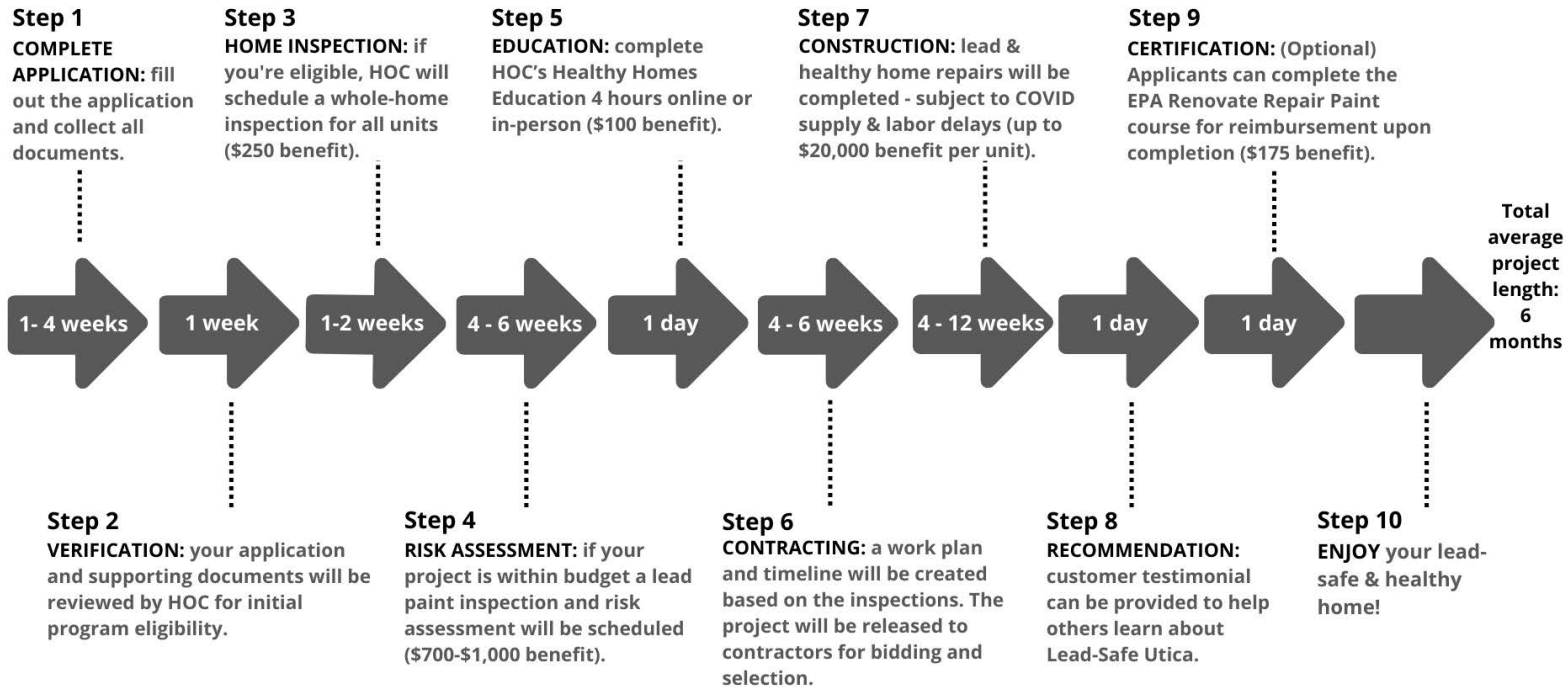 Step 1
COMPLETE
APPLICATION: fill
out the application
and collect all
documents.
Step 3
HOME INSPECTION: if
you're eligible, HOC will
schedule a whole-home
inspection for all units
($250 benefit).
Step 5
EDUCATION: complete
HOC’s Healthy Homes
Education 4 hours online or
in-person ($100 benefit).
Step 7
CONSTRUCTION: lead &
healthy home repairs will be
completed - subject to COVID
supply & labor delays (up to
$20,000 benefit per unit).
Step 9
CERTIFICATION: (Optional)
Applicants can complete the
EPA Renovate Repair Paint
course for reimbursement upon
completion ($175 benefit).
1- 4 weeks
1 week
1-2 weeks
4 - 6 weeks
1 day
4 - 6 weeks
4 - 12 weeks
1 day
1 day
Total
average
project
length:
6
months
Step 2
VERIFICATION: your application
and supporting documents will be
reviewed by HOC for initial
program eligibility.
Step 4
RISK ASSESSMENT: if your
project is within budget a lead
paint inspection and risk
assessment will be scheduled
($700-$1,000 benefit).
Step 6
CONTRACTING: a work plan
and timeline will be created
based on the inspections. The
project will be released to
contractors for bidding and
selection.
Step 8
RECOMMENDATION:
customer testimonial
can be provided to help
others learn about
Lead-Safe Utica.
Step 10
ENJOY your lead-
safe & healthy
home!